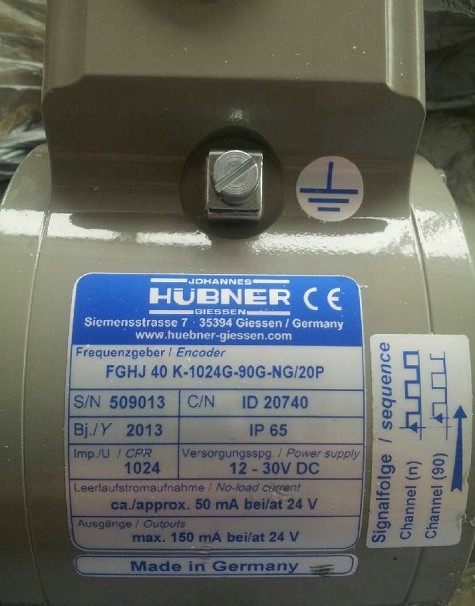 JOHANNES
HÜBNER CE
GIESSEN
Siemensstrasse 7 · 35394 Giessen / Germany
www.huebner-giessen.com
Frequenzgeber / Encoder
FGHJ 40 K-1024G-90G-NG/20P
S/N 509013 C/N ID 20740
Bj./Y 2013 IP 65
Imp./U / CPR Versorgungsspg. / Power supply
1024 12 - 30V DC
Leerlaufstromaufnahme / No-load current
ca./approx. 50 mA bei/at 24 V
Ausgänge / Outputs
max. 150 mA bei/at 24 V
Made in Germany
Signalfolge / sequence
Channel (n)
Channel (90)